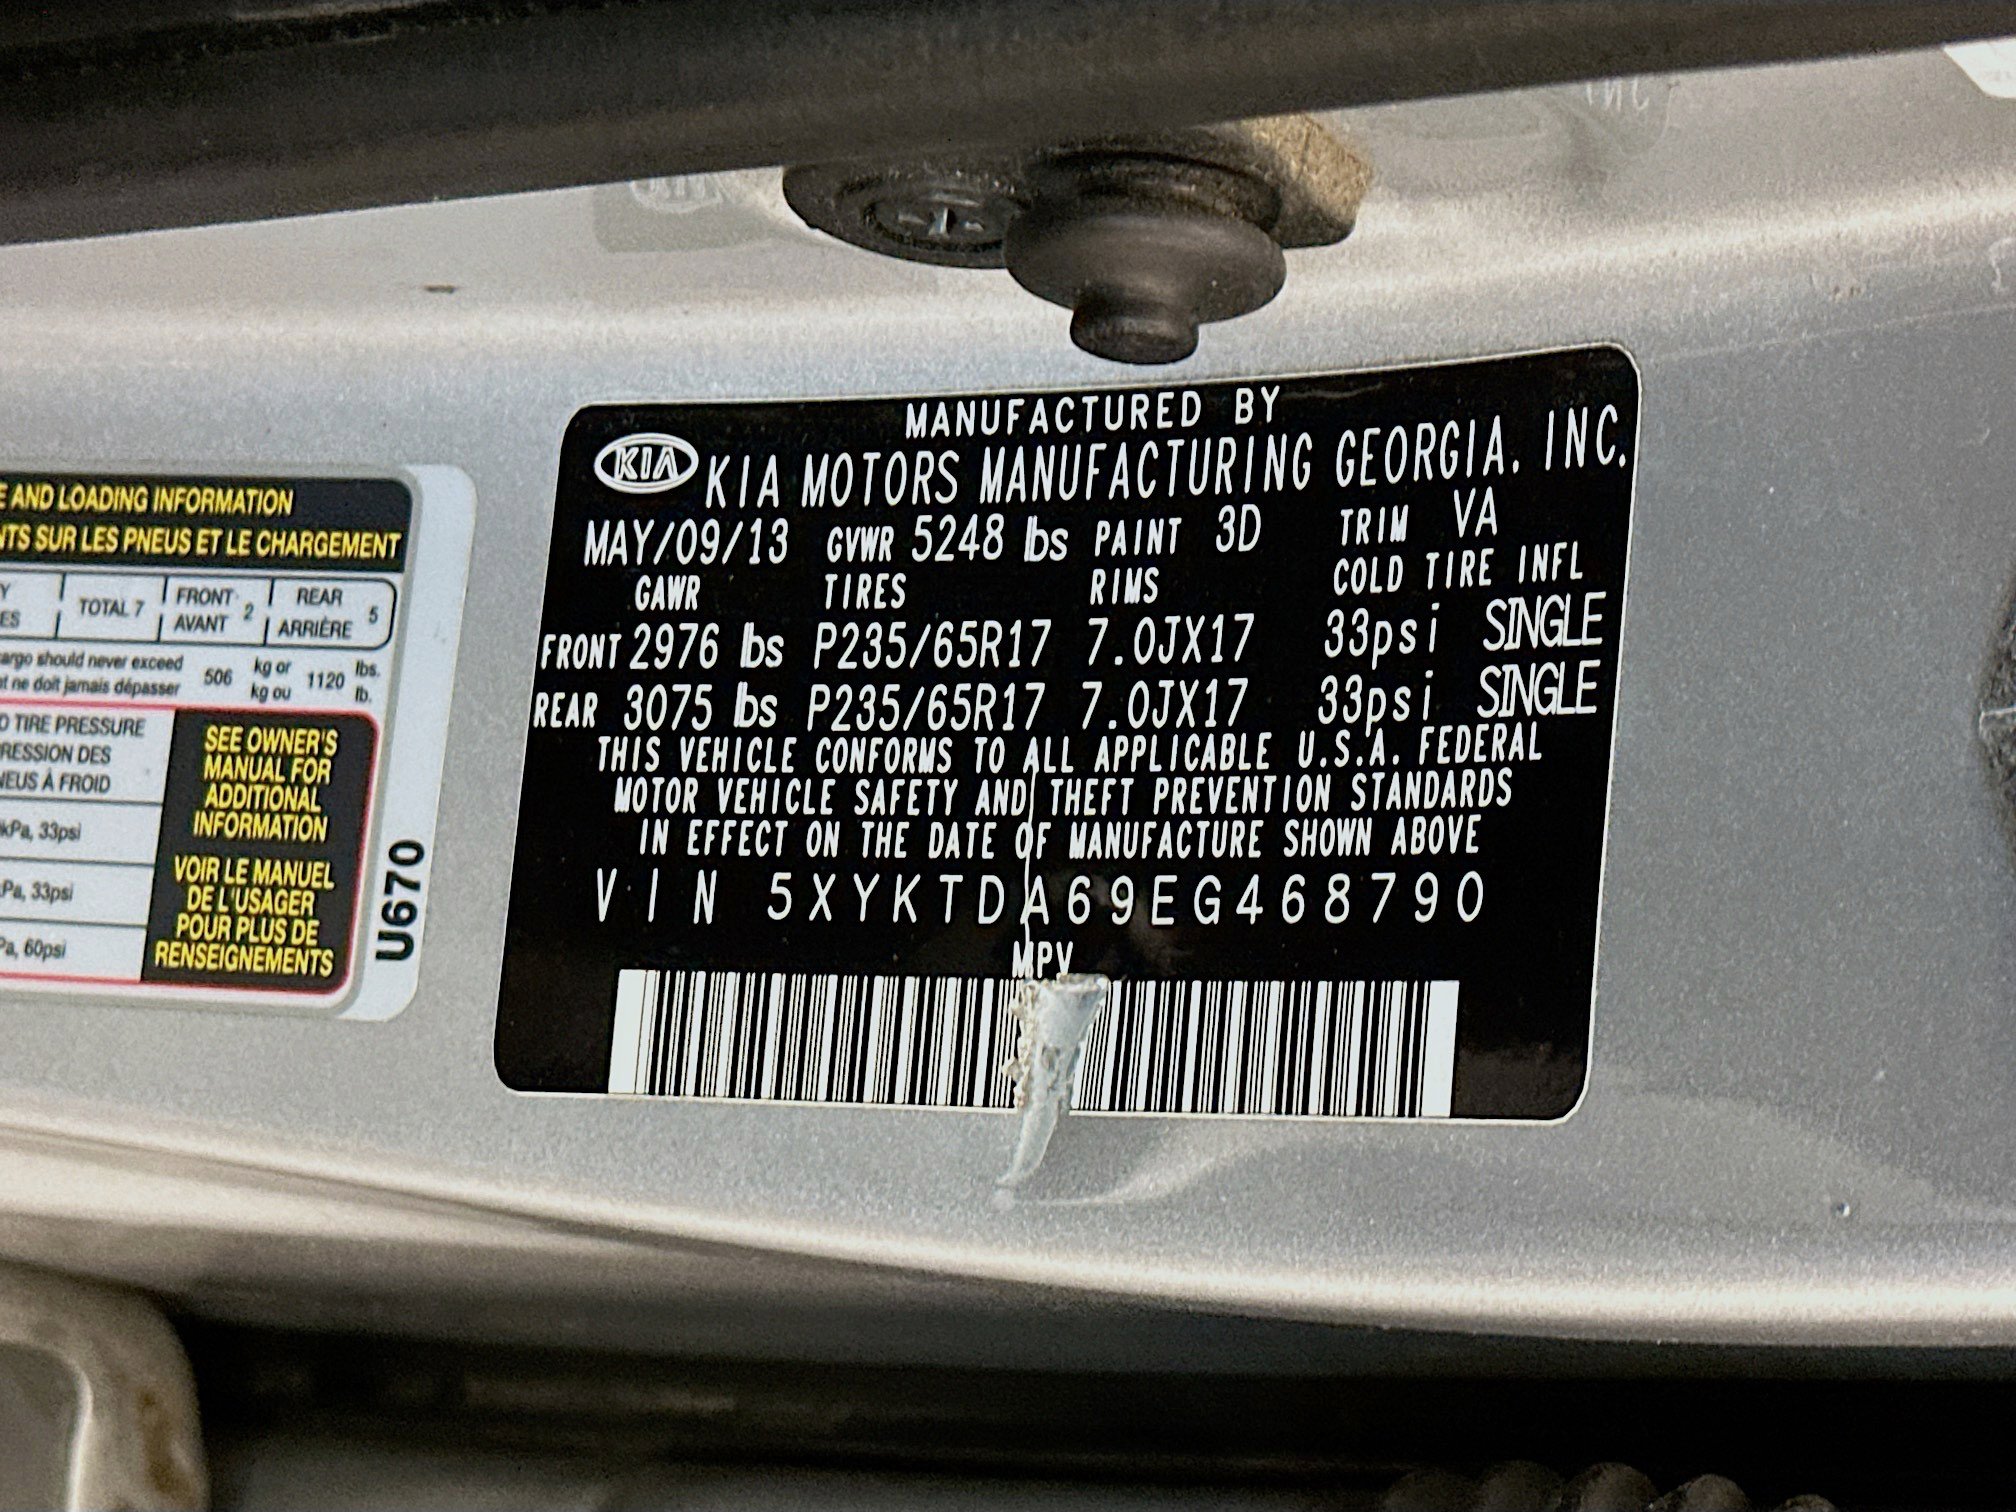 E AND LOADING INFORMATION
NTS SUR LES PNEUS ET LE CHARGEMENT
TOTAL 7
FRONT
AVANT
2
REAR
ARRIÈRE
5
argo should never exceed
nt ne doit jamais dépasser
506
kg or
kg ou
1120
lbs.
lb.
D TIRE PRESSURE
RESSION DES
NEUS À FROID
kPa, 33psi
kPa, 33psi
Pa, 60psi
SEE OWNER'S
MANUAL FOR
ADDITIONAL
INFORMATION
VOIR LE MANUEL
DE L'USAGER
POUR PLUS DE
RENSEIGNEMENTS
U670
MANUFACTURED BY
KIA KIA MOTORS MANUFACTURING GEORGIA. INC.
MAY/09/13 GVWR 5248 lbs PAINT 3D TRIM VA
GAWR TIRES RIMS COLD TIRE INFL
FRONT 2976 lbs P235/65R17 7.0JX17 33psi SINGLE
REAR 3075 lbs P235/65R17 7.0JX17 33psi SINGLE
THIS VEHICLE CONFORMS TO ALL APPLICABLE U.S.A. FEDERAL
MOTOR VEHICLE SAFETY AND THEFT PREVENTION STANDARDS
IN EFFECT ON THE DATE OF MANUFACTURE SHOWN ABOVE
VIN 5XYKTDA69EG468790
MPV